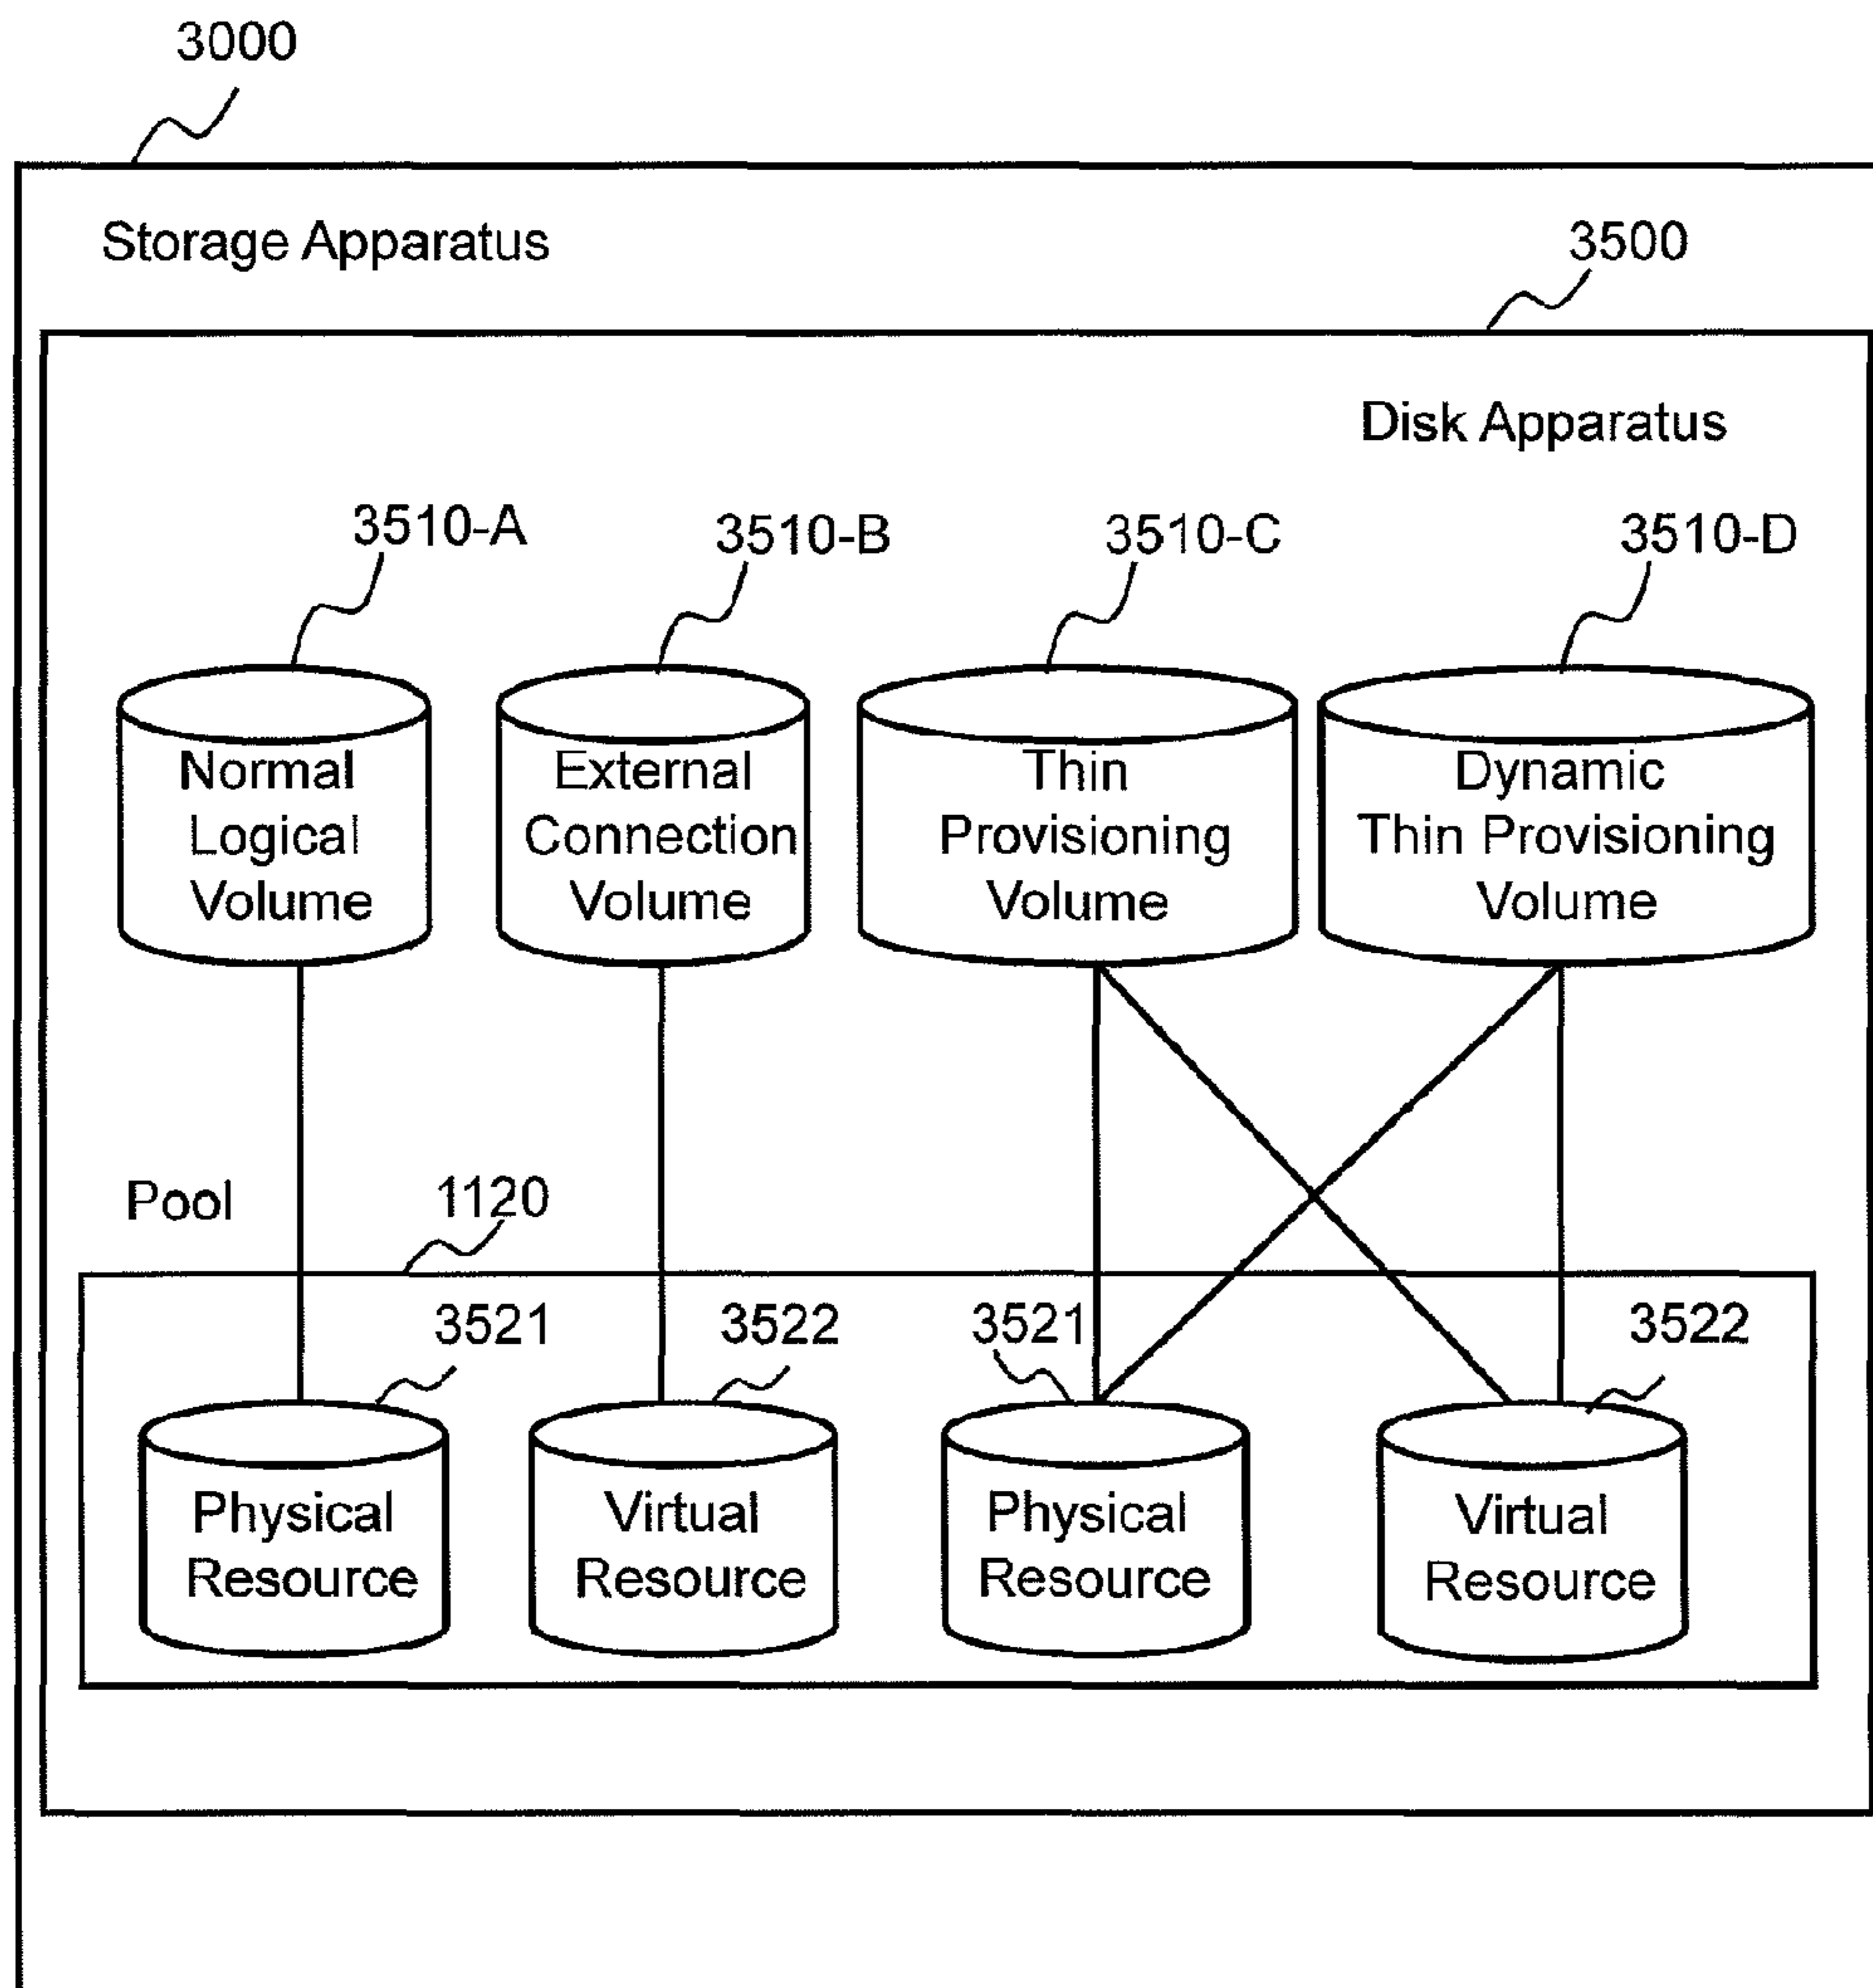 3000
Storage Apparatus
3500
Disk Apparatus
3510-A
3510-B
3510-C
3510-D
Normal
Logical
Volume
External
Connection
Volume
Thin
Provisioning
Volume
Dynamic
Thin Provisioning
Volume
Pool
1120
3521
3522
3521
3522
Physical
Resource
Virtual
Resource
Physical
Resource
Virtual
Resource